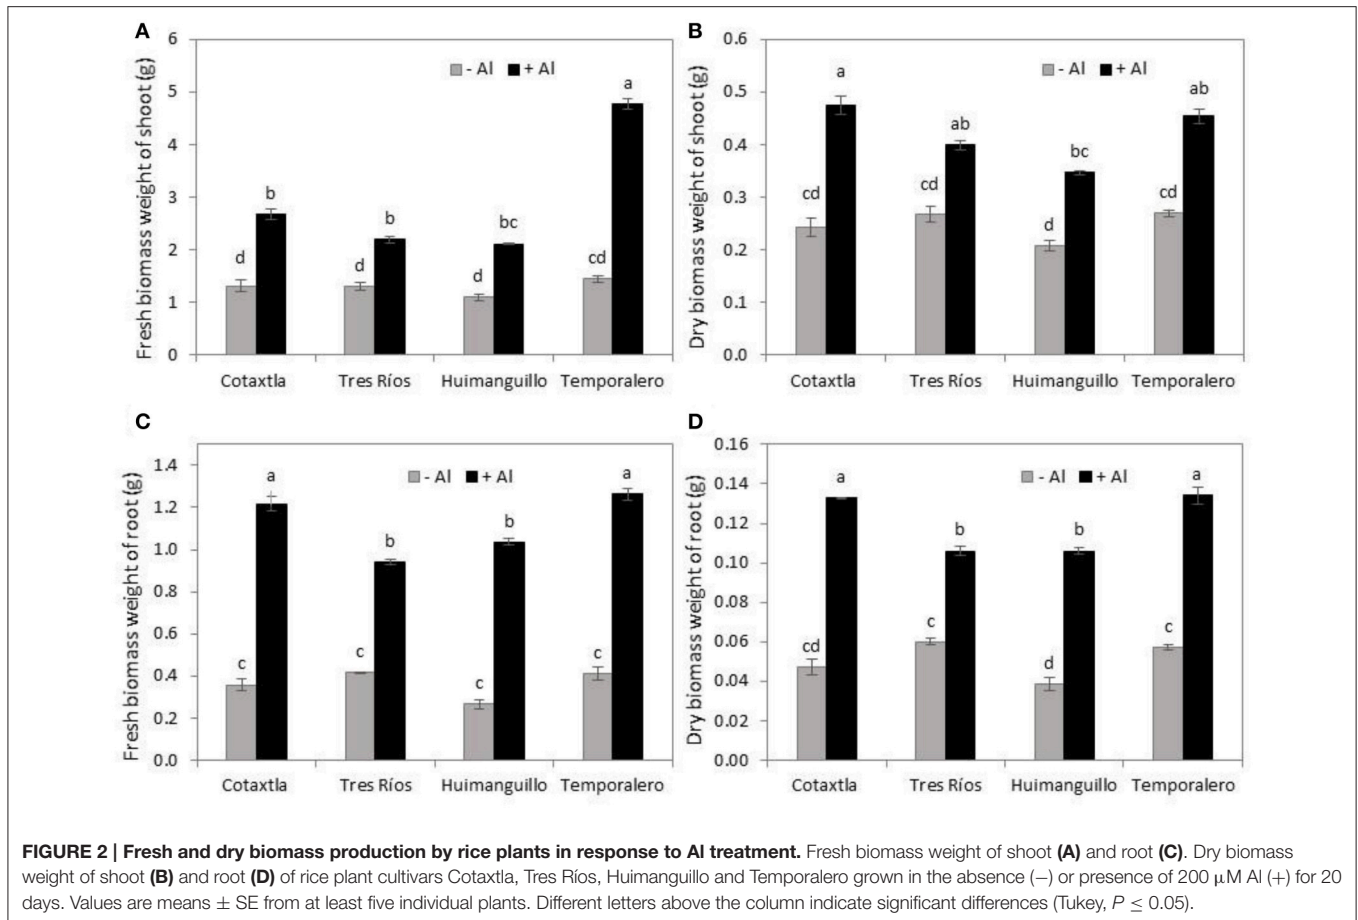 A
6
5
4
3
2
1
0
Fresh biomass weight of shoot (g)
- Al + Al
d b d b d bc cd a
Cotaxtla Tres Ríos Huimanguillo Temporalero
B
0.6
0.5
0.4
0.3
0.2
0.1
0.0
Dry biomass weight of shoot (g)
- Al + Al
cd a cd ab d bc cd ab
Cotaxtla Tres Ríos Huimanguillo Temporalero
C
1.4
1.2
1.0
0.8
0.6
0.4
0.2
0.0
Fresh biomass weight of root (g)
- Al + Al
c a c b c b c a
Cotaxtla Tres Ríos Huimanguillo Temporalero
D
0.16
0.14
0.12
0.10
0.08
0.06
0.04
0.02
0.00
Dry biomass weight of root (g)
- Al + Al
cd a c b d b c a
Cotaxtla Tres Ríos Huimanguillo Temporalero
FIGURE 2 | Fresh and dry biomass production by rice plants in response to Al treatment. Fresh biomass weight of shoot (A) and root (C). Dry biomass
weight of shoot (B) and root (D) of rice plant cultivars Cotaxtla, Tres Ríos, Huimanguillo and Temporalero grown in the absence (−) or presence of 200 μM Al (+) for 20
days. Values are means ± SE from at least five individual plants. Different letters above the column indicate significant differences (Tukey, P ≤ 0.05).